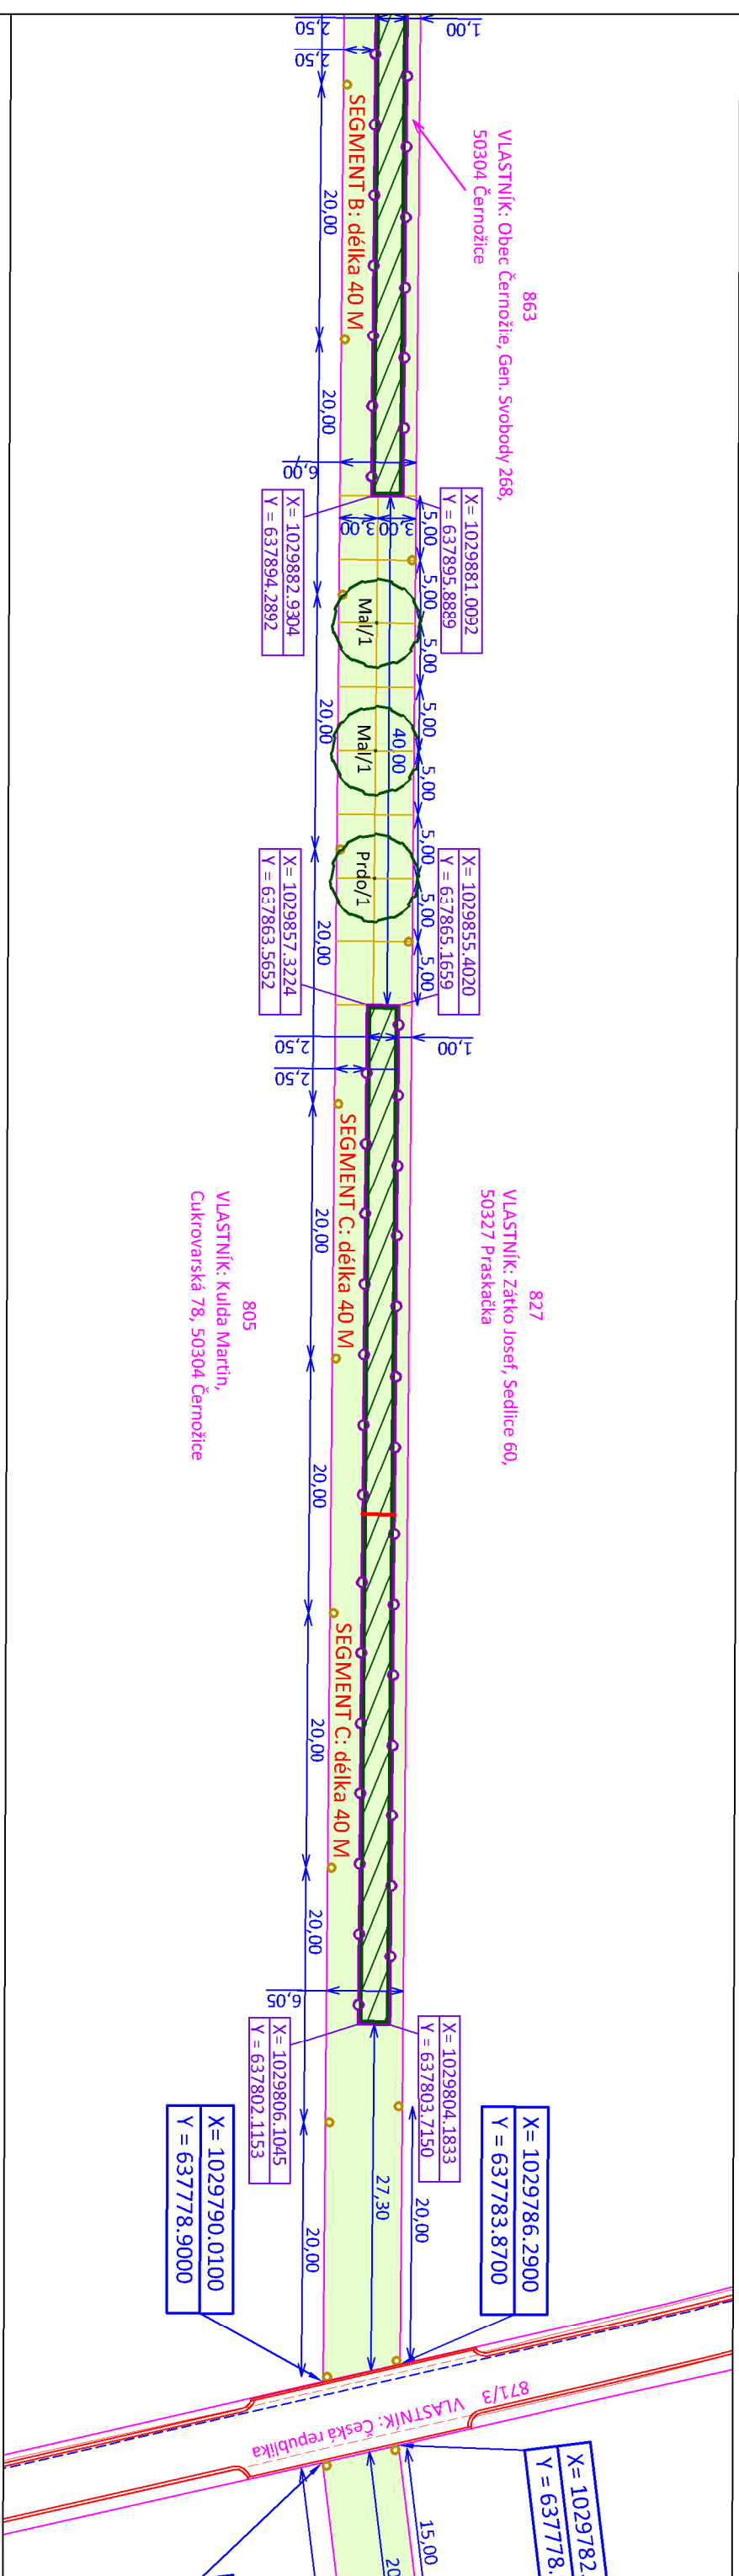 1,00
2,50
2,50
863
VLASTNÍK: Obec Černožie, Gen. Svobody 268,
50304 Černožice
SEGMENT B: délka 40 M
20,00
20,00
6,00
X= 1029881.0092
Y = 637895.8889
X= 1029882.9304
Y = 637894.2892
3,00
3,00
5,00
5,00
5,00
5,00
5,00
5,00
5,00
5,00
40,00
Mal/1
Mal/1
Prdo/1
20,00
20,00
X= 1029855.4020
Y = 637865.1659
X= 1029857.3224
Y = 637863.5652
1,00
2,50
2,50
827
VLASTNÍK: Zátko Josef, Sedlice 60,
50327 Praskačka
SEGMENT C: délka 40 M
20,00
805
VLASTNÍK: Kulda Martin,
Cukrovarská 78, 50304 Černožice
20,00
SEGMENT C: délka 40 M
20,00
20,00
6,05
X= 1029804.1833
Y = 637803.7150
X= 1029806.1045
Y = 637802.1153
X= 1029786.2900
Y = 637783.8700
X= 1029790.0100
Y = 637778.9000
27,30
20,00
20,00
871/3
VLASTNÍK: Česká republika
X= 1029782.
Y = 637778.
15,00
20